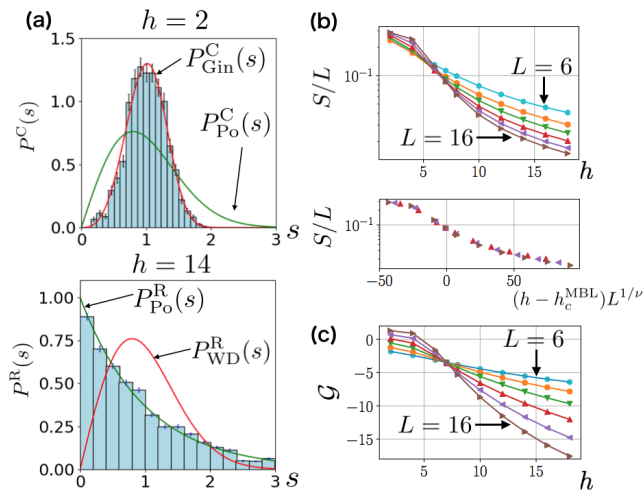 (a)
h = 2
1.5
1.0
0.5
0.0
P^C(s)
P^C_Gin(s)
P^C_Po(s)
0 1 2 3
s
h = 14
1.00
0.75
0.50
0.25
0.00
P^R(s)
P^R_Po(s)
P^R_WD(s)
0 1 2 3
s
(b)
S/L
10^{-1}
L = 6
L = 16
5 10 15
h
S/L
10^{-1}
-50 0 50
(h − h_c^MBL)L^{1/ν}
(c)
𝒢
0
−5
−10
−15
L = 6
L = 16
5 10 15
h